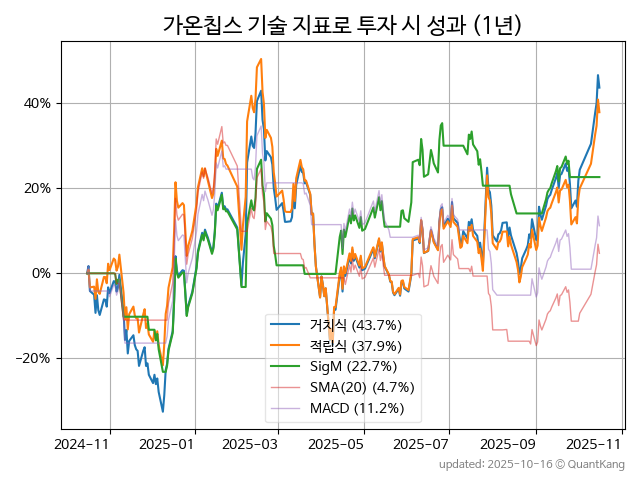 가온칩스 기술 지표로 투자 시 성과 (1년)
40%
20%
0%
−20%
거치식 (43.7%)
적립식 (37.9%)
SigM (22.7%)
SMA(20) (4.7%)
MACD (11.2%)
2024-11
2025-01
2025-03
2025-05
2025-07
2025-09
2025-11
updated: 2025-10-16 © QuantKang